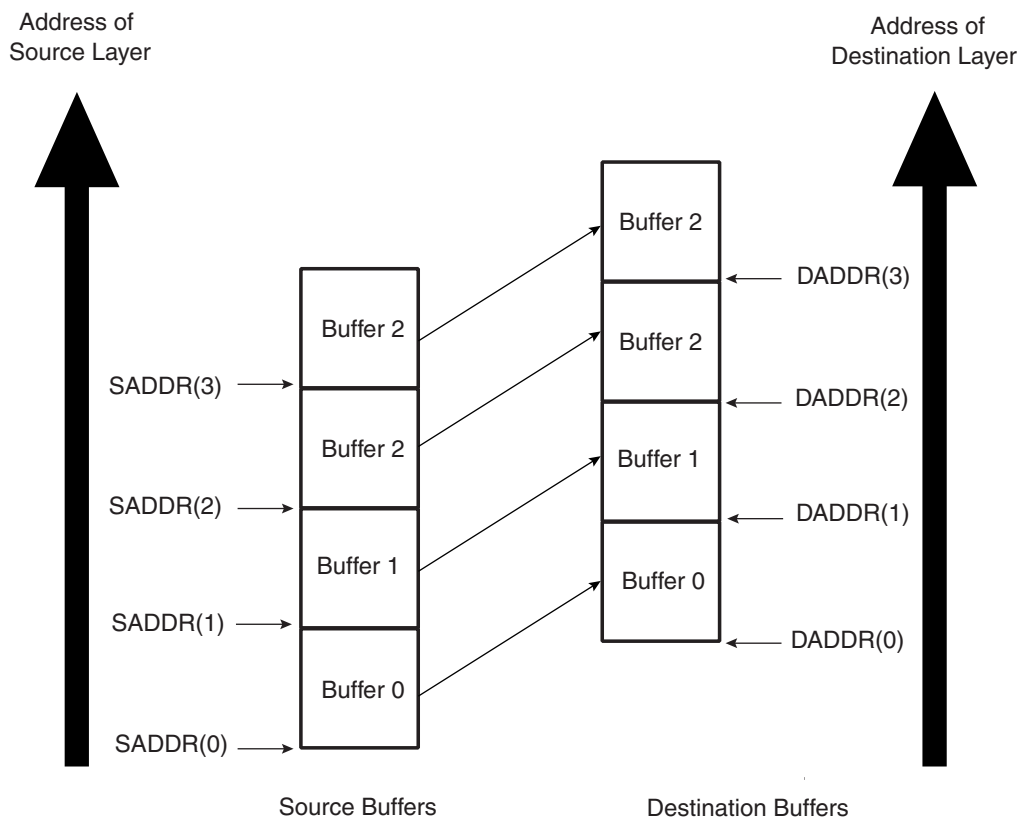 Address of
Source Layer
Address of
Destination Layer
Buffer 2
DADDR(3)
Buffer 2
Buffer 2
SADDR(3)
DADDR(2)
Buffer 2
Buffer 1
SADDR(2)
DADDR(1)
Buffer 1
Buffer 0
SADDR(1)
DADDR(0)
Buffer 0
SADDR(0)
Source Buffers
Destination Buffers